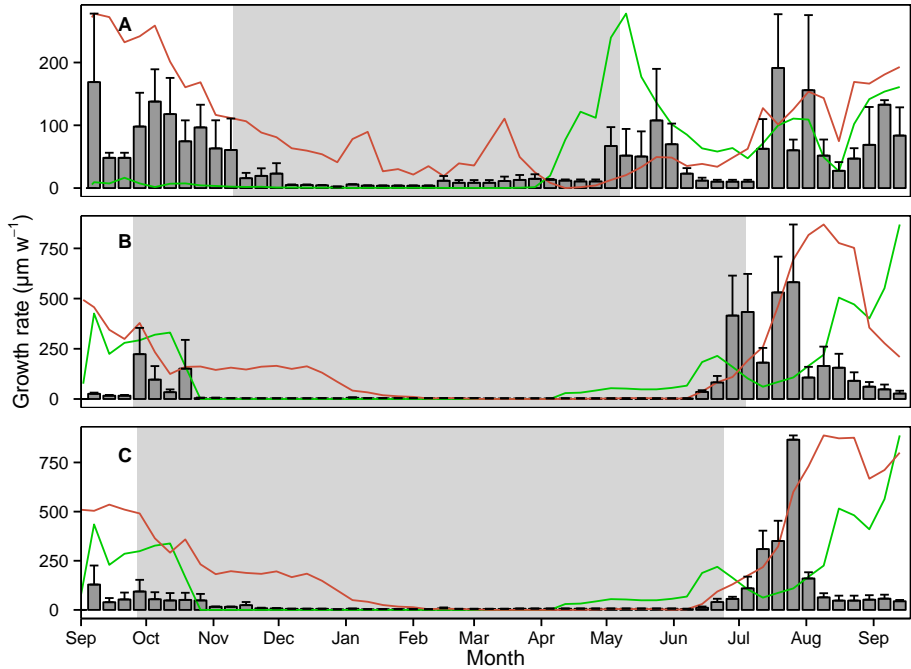 A
200
100
0
B
750
500
250
0
C
750
500
250
0
Growth rate (µm w⁻¹)
Sep Oct Nov Dec Jan Feb Mar Apr May Jun Jul Aug Sep
Month